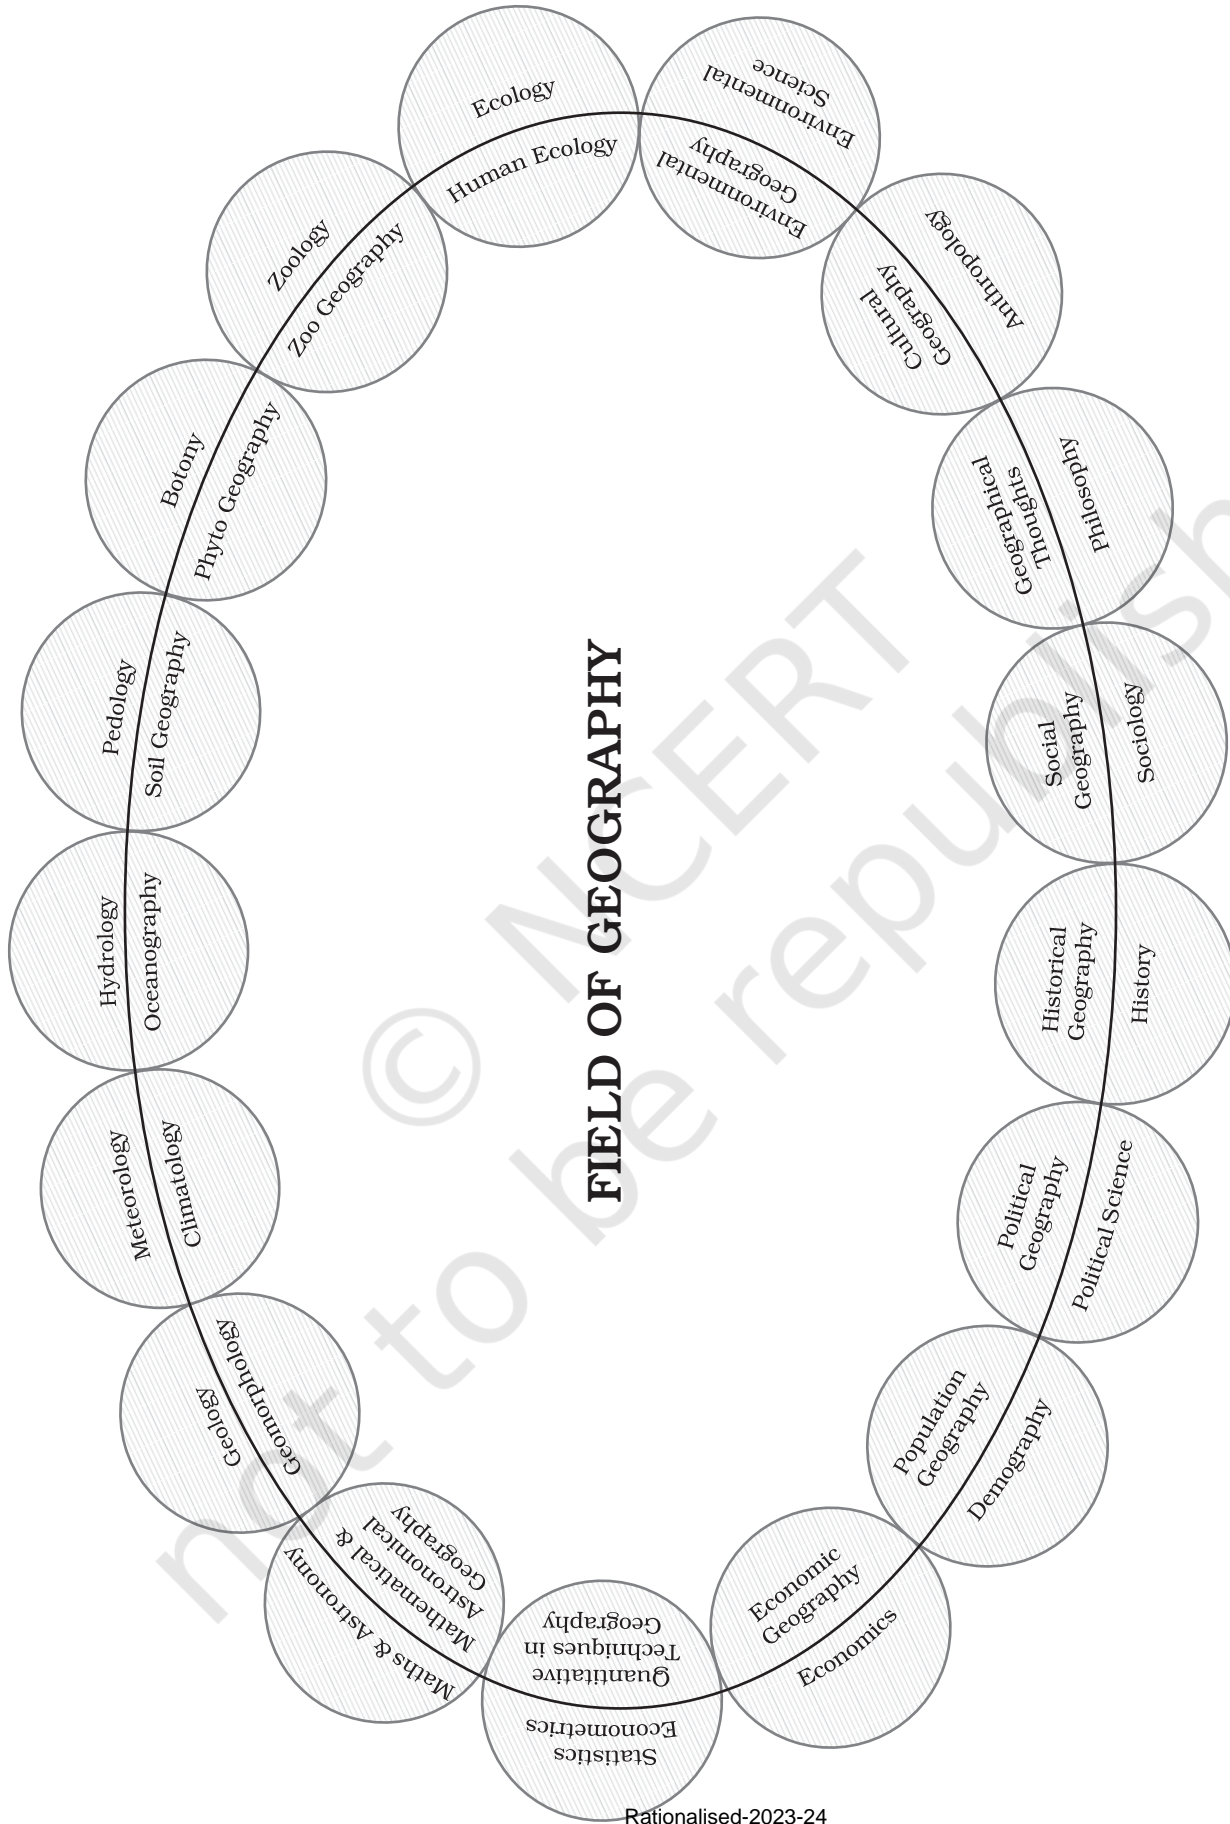 Ecology
Human Ecology
Environmental
Science
Environmental
Geography
Anthropology
Cultural
Geography
Philosophy
Geographical
Thoughts
Sociology
Social
Geography
History
Historical
Geography
Political Science
Political
Geography
Demography
Population
Geography
Economics
Economic
Geography
Statistics
Econometrics
Quantitative
Techniques in
Geography
Maths & Astronomy
Mathematical &
Astronomical
Geography
Geology
Geomorphology
Meteorology
Climatology
Hydrology
Oceanography
Pedology
Soil Geography
Botony
Phyto Geography
Zoology
Zoo Geography
FIELD OF GEOGRAPHY
© NCERT
not to be republish
Rationalised-2023-24